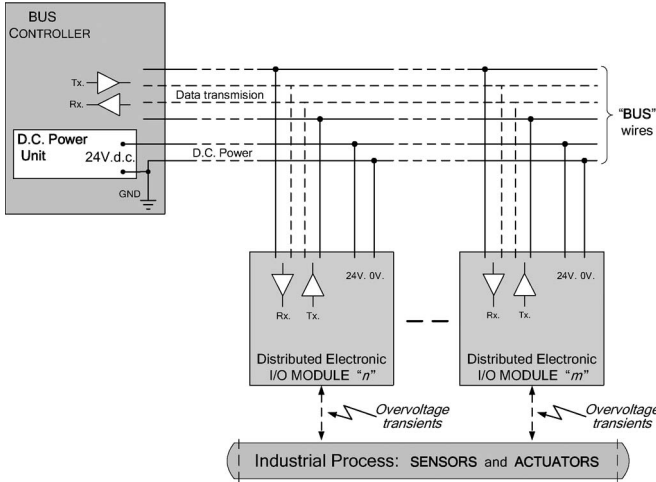 BUS
CONTROLLER
Tx.
Rx.
Data transmision
"BUS"
wires
D.C. Power
Unit
24V.d.c.
D.C. Power
GND
24V. 0V.
Rx. Tx.
Distributed Electronic
I/O MODULE "n"
24V. 0V.
Rx. Tx.
Distributed Electronic
I/O MODULE "m"
Overvoltage
transients
Overvoltage
transients
Industrial Process: SENSORS and ACTUATORS